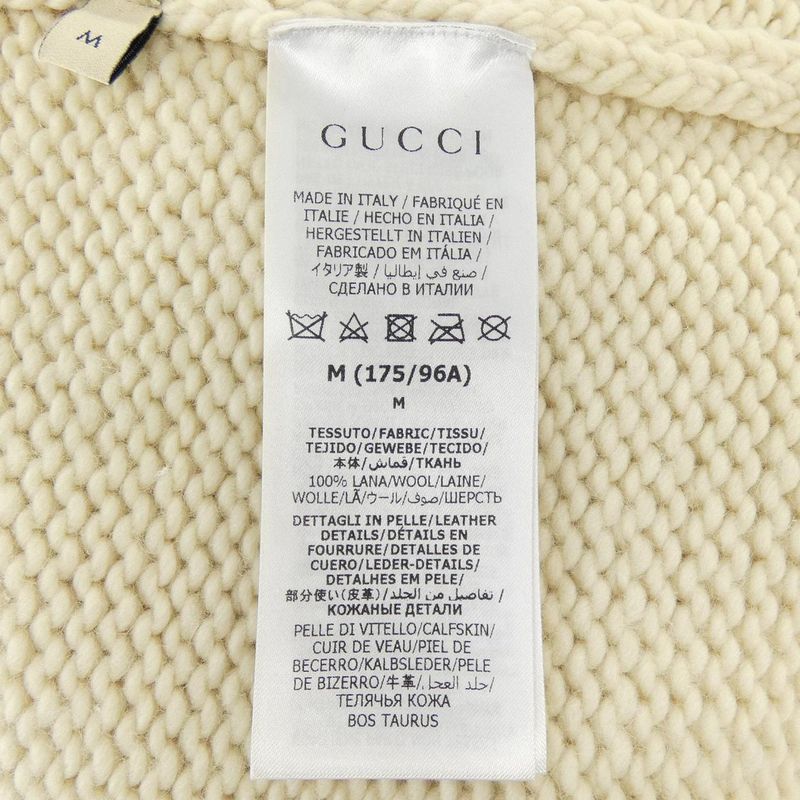 M
GUCCI
MADE IN ITALY / FABRIQUÉ EN
ITALIE / HECHO EN ITALIA /
HERGESTELLT IN ITALIEN /
FABRICADO EM ITÁLIA /
イタリア製 / صنع في إيطاليا /
СДЕЛАНО В ИТАЛИИ
M (175/96A)
M
TESSUTO/FABRIC/TISSU/
TEJIDO/GEWEBE/TECIDO/
本体/قماش/ТКАНЬ
100% LANA/WOOL/LAINE/
WOLLE/LÃ/ウール/صوف/ШЕРСТЬ
DETTAGLI IN PELLE/LEATHER
DETAILS/DÉTAILS EN
FOURRURE/DETALLES DE
CUERO/LEDER-DETAILS/
DETALHES EM PELE/
部分使い(皮革)/تفاصيل من الجلد/
КОЖАНЫЕ ДЕТАЛИ
PELLE DI VITELLO/CALFSKIN/
CUIR DE VEAU/PIEL DE
BECERRO/KALBSLEDER/PELE
DE BIZERRO/牛革/جلد العجل/
ТЕЛЯЧЬЯ КОЖА
BOS TAURUS